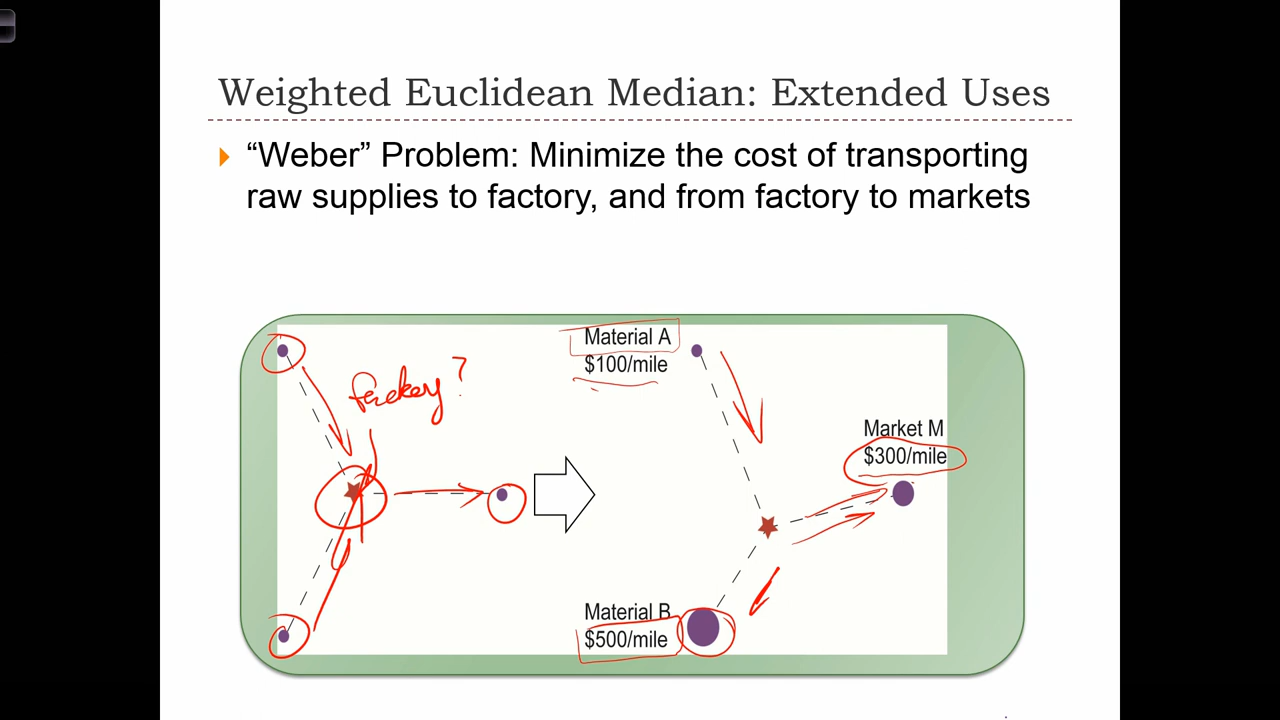 Weighted Euclidean Median: Extended Uses
“Weber” Problem: Minimize the cost of transporting
raw supplies to factory, and from factory to markets
Material A
$100/mile
Market M
$300/mile
Material B
$500/mile